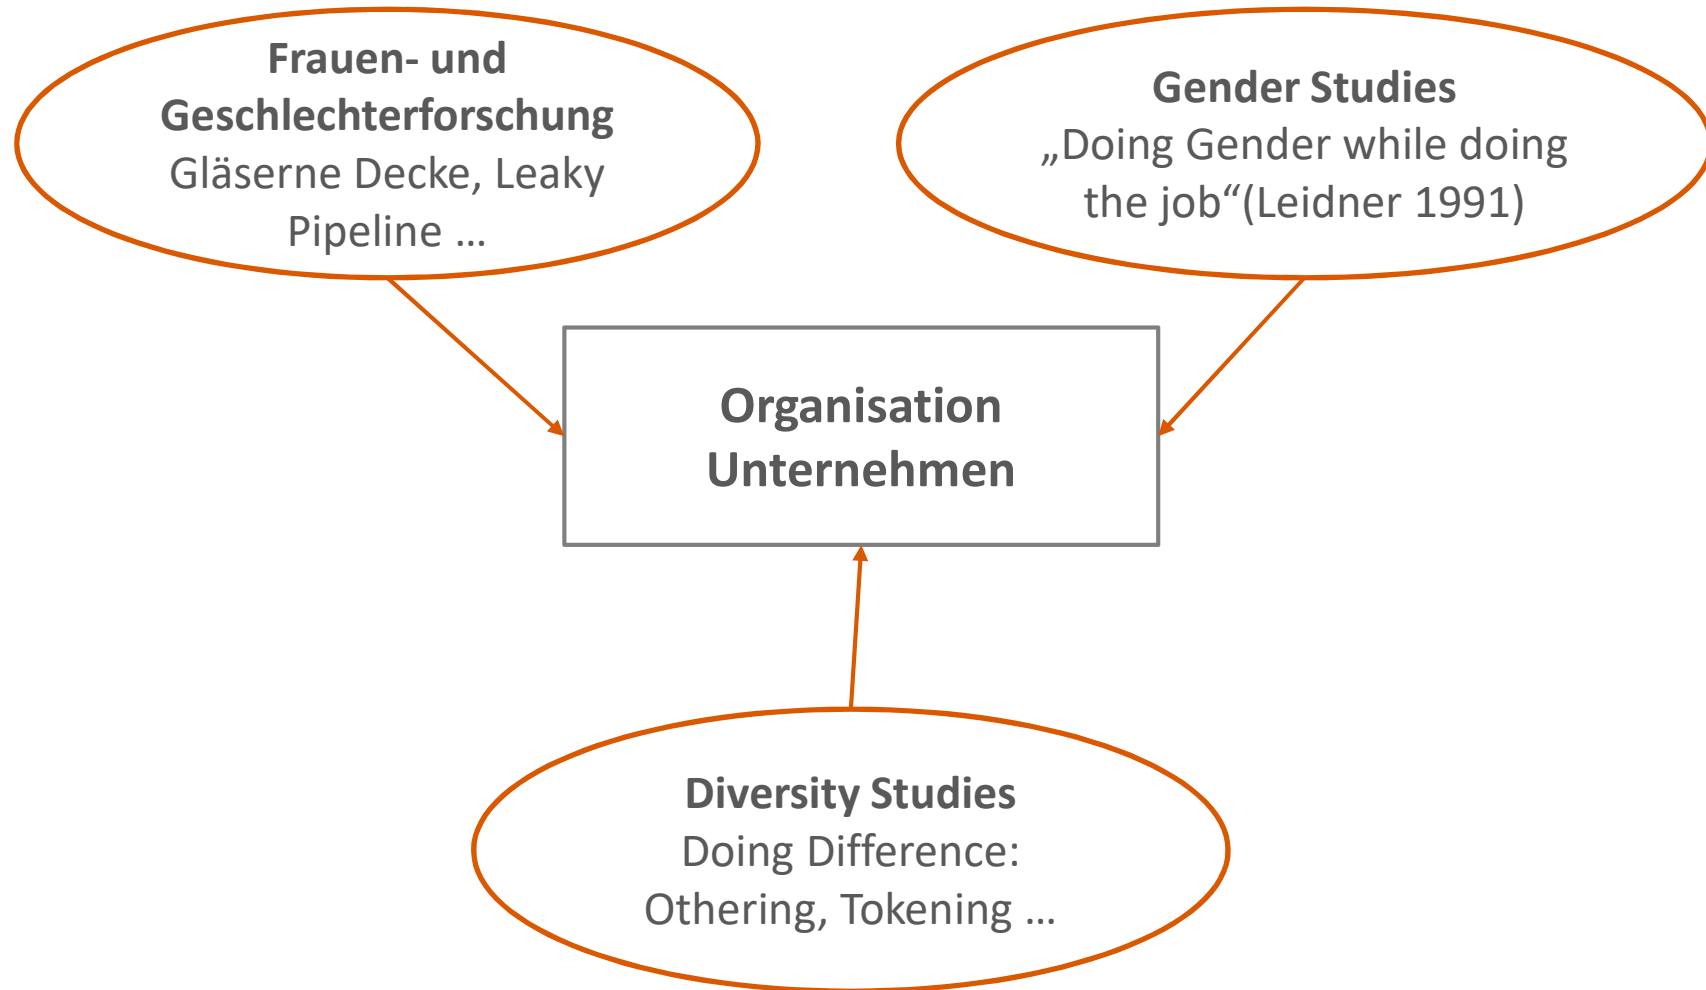 Frauen- und
Geschlechterforschung
Gläserne Decke, Leaky
Pipeline …
Gender Studies
„Doing Gender while doing
the job“(Leidner 1991)
Organisation
Unternehmen
Diversity Studies
Doing Difference:
Othering, Tokening …